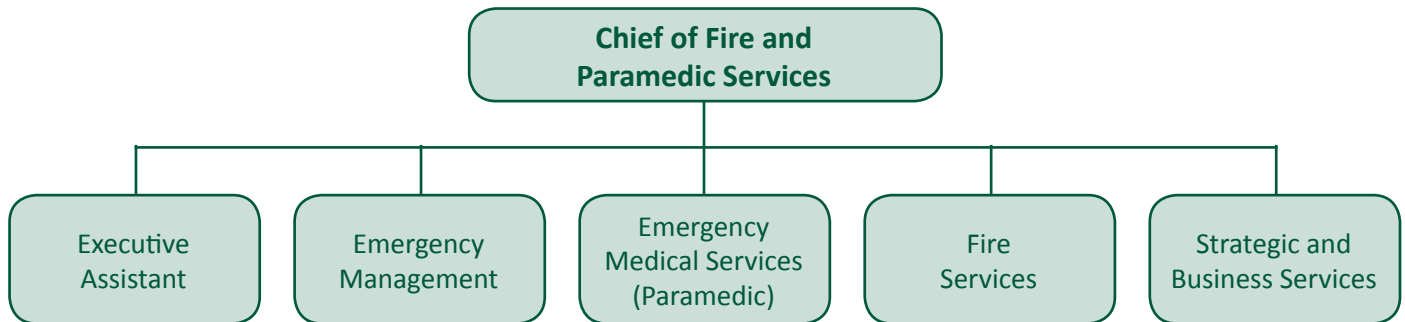 Chief of Fire and
Paramedic Services
Executive
Assistant
Emergency
Management
Emergency
Medical Services
(Paramedic)
Fire
Services
Strategic and
Business Services